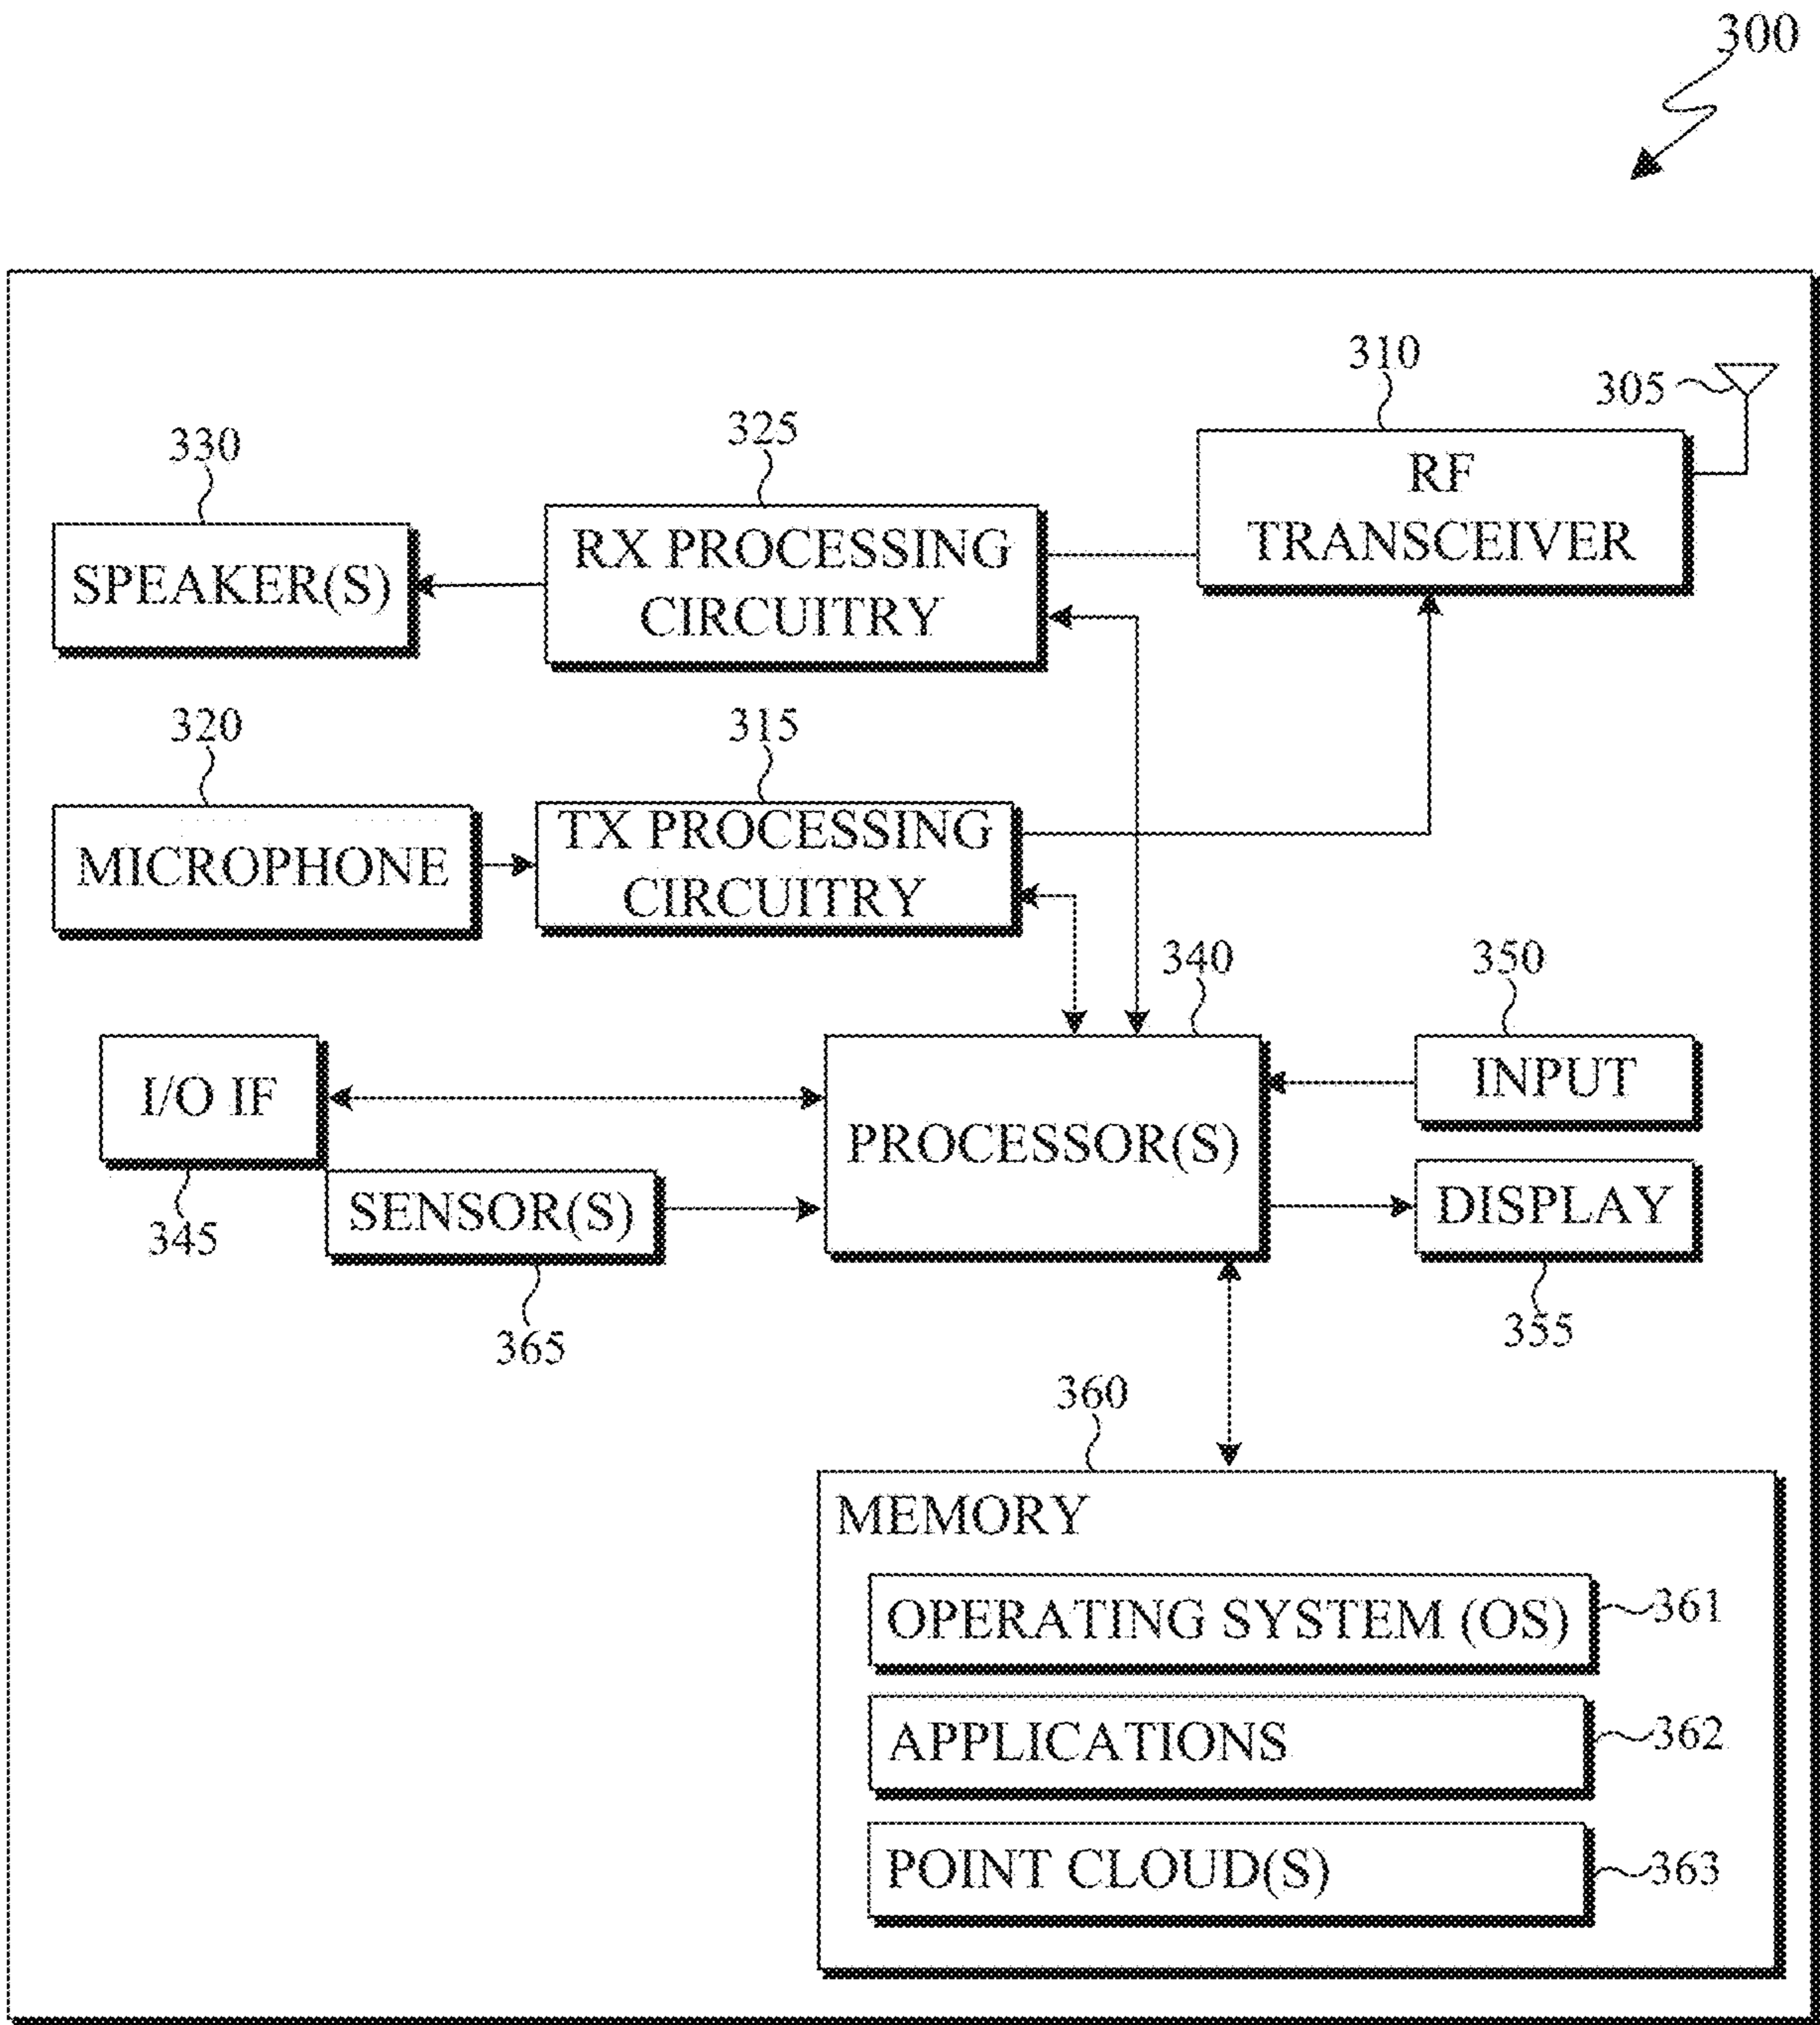 300
310
305
325
330
RF
TRANSCEIVER
RX PROCESSING
CIRCUITRY
SPEAKER(S)
320
315
TX PROCESSING
CIRCUITRY
MICROPHONE
340
350
I/O IF
INPUT
PROCESSOR(S)
SENSOR(S)
DISPLAY
345
365
355
360
MEMORY
OPERATING SYSTEM (OS)
361
APPLICATIONS
362
POINT CLOUD(S)
363